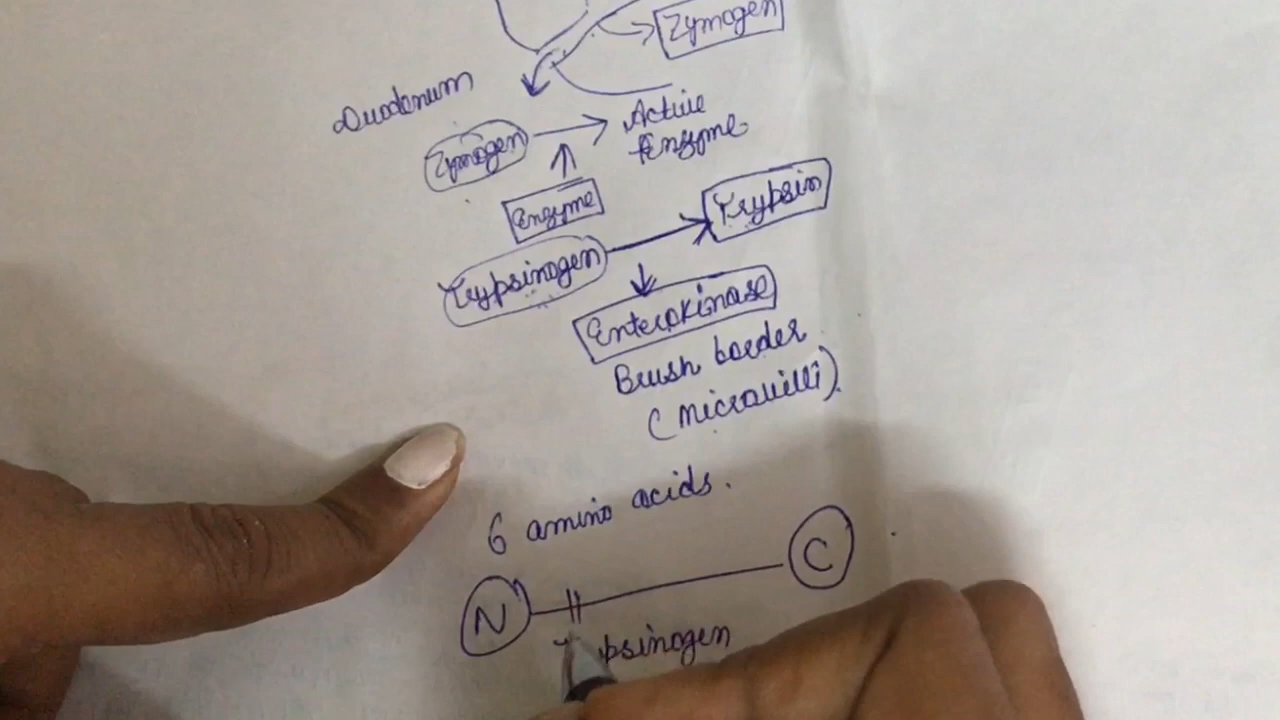 Zymogen
Duodenum
Zymogen
Active
Enzyme
Enzyme
Trypsin
Trypsinogen
Enterokinase
Brush border
(Microvilli).
6 amino acids.
N
C
psinogen